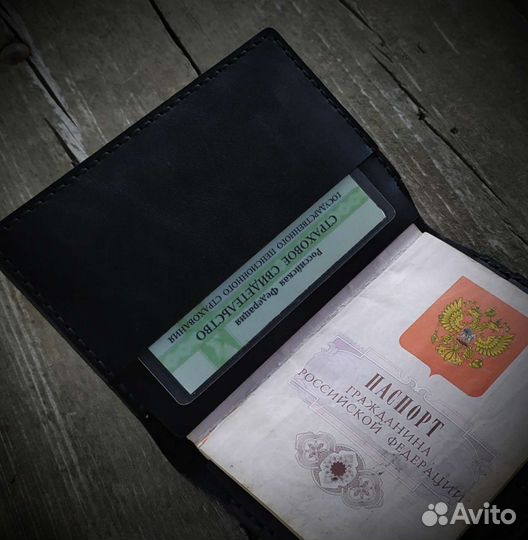 Российская Федерация
СТРАХОВОЕ СВИДЕТЕЛЬСТВО
ГОСУДАРСТВЕННОГО ПЕНСИОННОГО СТРАХОВАНИЯ
ПАСПОРТ
ГРАЖДАНИНА
РОССИЙСКОЙ ФЕДЕРАЦИИ
Avito